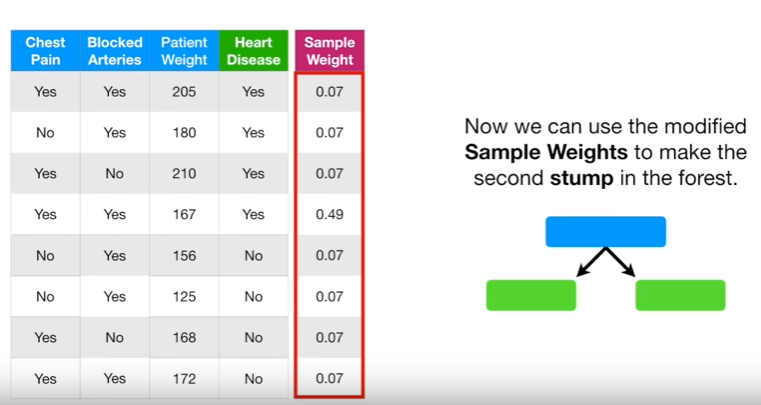 Chest Pain Blocked Arteries Patient Weight Heart Disease Sample Weight
Yes Yes 205 Yes 0.07
No Yes 180 Yes 0.07
Yes No 210 Yes 0.07
Yes Yes 167 Yes 0.49
No Yes 156 No 0.07
No Yes 125 No 0.07
Yes No 168 No 0.07
Yes Yes 172 No 0.07
Now we can use the modified
Sample Weights to make the
second stump in the forest.